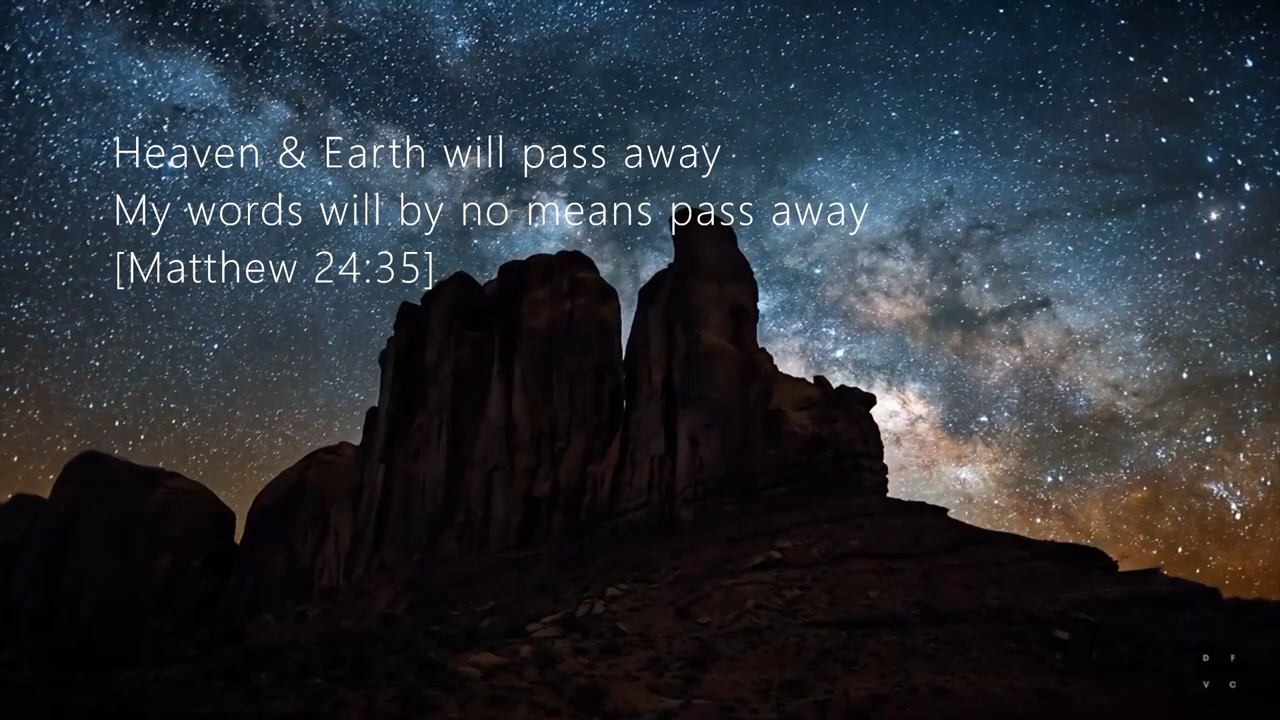 Heaven & Earth will pass away
My words will by no means pass away
[Matthew 24:35]
D F
V C